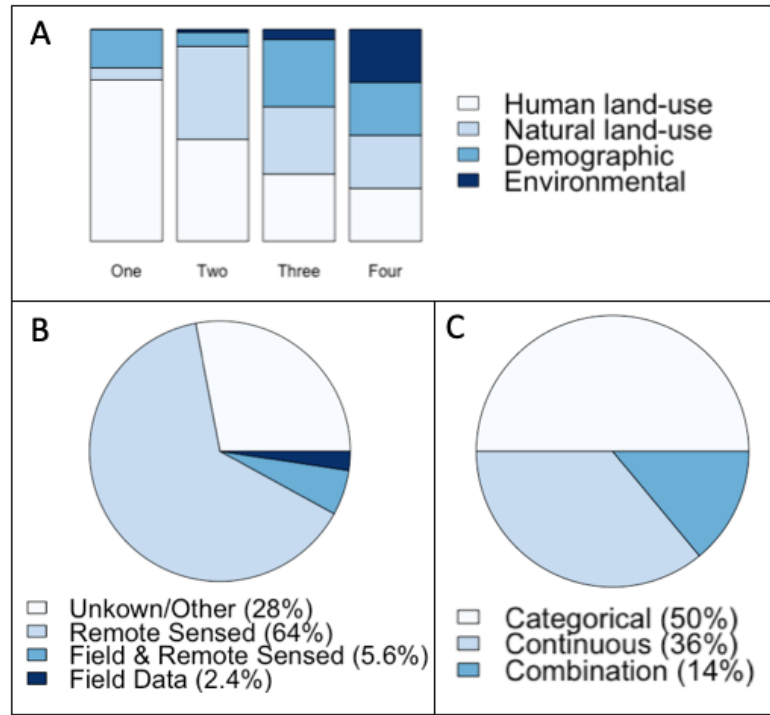 A
Human land-use
Natural land-use
Demographic
Environmental
One Two Three Four
B
Unkown/Other (28%)
Remote Sensed (64%)
Field & Remote Sensed (5.6%)
Field Data (2.4%)
C
Categorical (50%)
Continuous (36%)
Combination (14%)